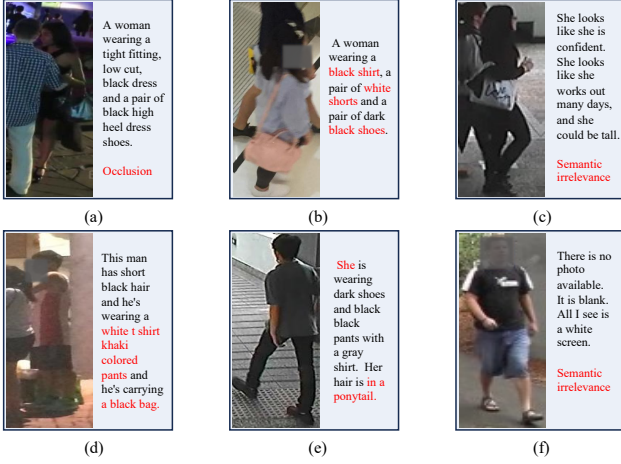 A woman
wearing a
tight fitting,
low cut,
black dress
and a pair of
black high
heel dress
shoes.
Occlusion
(a)
A woman
wearing a
black shirt, a
pair of white
shorts and a
pair of dark
black shoes.
(b)
She looks
like she is
confident.
She looks
like she
works out
many days,
and she
could be tall.
Semantic
irrelevance
(c)
This man
has short
black hair
and he's
wearing a
white t shirt
khaki
colored
pants and
he's carrying
a black bag.
(d)
She is
wearing
dark shoes
and black
black
pants with
a gray
shirt. Her
hair is in a
ponytail.
(e)
There is no
photo
available.
It is blank.
All I see is
a white
screen.
Semantic
irrelevance
(f)